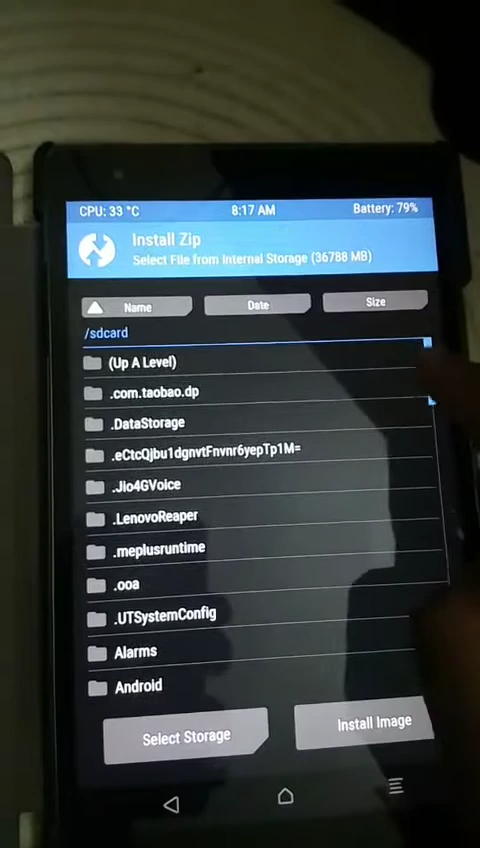 CPU: 33 °C 8:17 AM Battery: 79%
Install Zip
Select File from Internal Storage (36788 MB)
Name Date Size
/sdcard
(Up A Level)
.com.taobao.dp
.DataStorage
.eCtcQjbu1dgnvtFnvnr6yepTp1M=
.Jio4GVoice
.LenovoReaper
.meplusruntime
.ooa
.UTSystemConfig
Alarms
Android
Select Storage Install Image